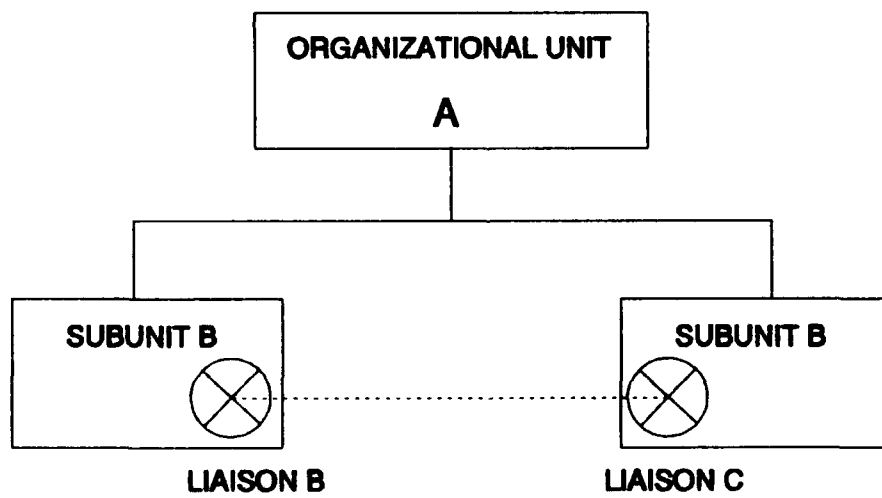 ORGANIZATIONAL UNIT
A
SUBUNIT B
SUBUNIT B
LIAISON B
LIAISON C